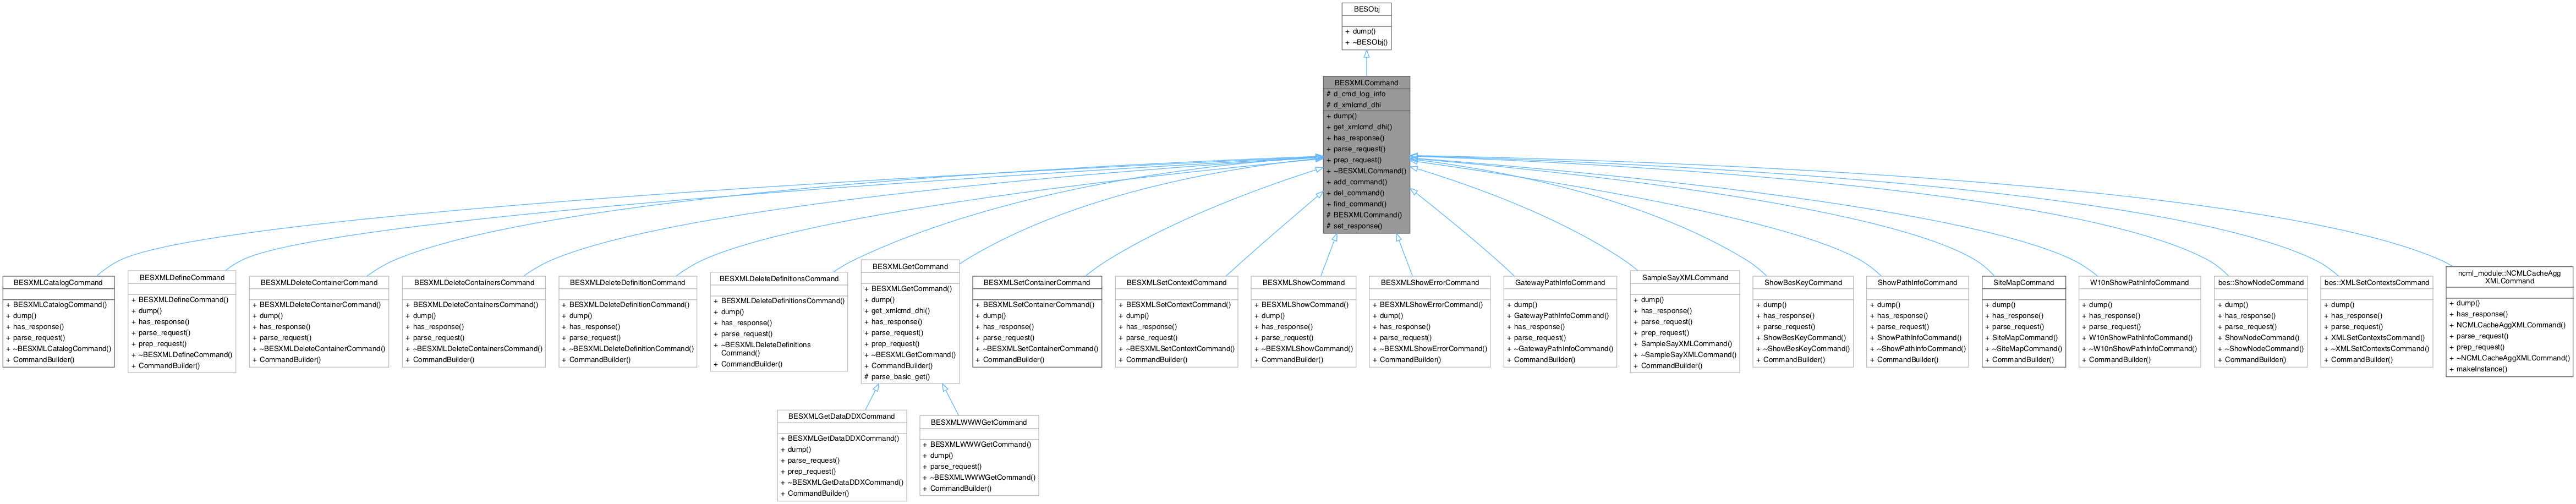 BESObj
+ dump()
+ ~BESObj()
BESXMLCommand
# d_cmd_log_info
# d_xmlcmd_dhi
+ dump()
+ get_xmlcmd_dhi()
+ has_response()
+ parse_request()
+ prep_request()
+ ~BESXMLCommand()
+ add_command()
+ del_command()
+ find_command()
# BESXMLCommand()
# set_response()
BESXMLCatalogCommand
+ BESXMLCatalogCommand()
+ dump()
+ has_response()
+ parse_request()
+ ~BESXMLCatalogCommand()
+ CommandBuilder()
BESXMLDefineCommand
+ BESXMLDefineCommand()
+ dump()
+ has_response()
+ parse_request()
+ prep_request()
+ ~BESXMLDefineCommand()
+ CommandBuilder()
BESXMLDeleteContainerCommand
+ BESXMLDeleteContainerCommand()
+ dump()
+ has_response()
+ parse_request()
+ ~BESXMLDeleteContainerCommand()
+ CommandBuilder()
BESXMLDeleteContainersCommand
+ BESXMLDeleteContainersCommand()
+ dump()
+ has_response()
+ parse_request()
+ ~BESXMLDeleteContainersCommand()
+ CommandBuilder()
BESXMLDeleteDefinitionCommand
+ BESXMLDeleteDefinitionCommand()
+ dump()
+ has_response()
+ parse_request()
+ ~BESXMLDeleteDefinitionCommand()
+ CommandBuilder()
BESXMLDeleteDefinitionsCommand
+ BESXMLDeleteDefinitionsCommand()
+ dump()
+ has_response()
+ parse_request()
+ ~BESXMLDeleteDefinitions
Command()
+ CommandBuilder()
BESXMLGetCommand
+ BESXMLGetCommand()
+ dump()
+ get_xmlcmd_dhi()
+ has_response()
+ parse_request()
+ prep_request()
+ ~BESXMLGetCommand()
+ CommandBuilder()
# parse_basic_get()
BESXMLSetContainerCommand
+ BESXMLSetContainerCommand()
+ dump()
+ has_response()
+ parse_request()
+ ~BESXMLSetContainerCommand()
+ CommandBuilder()
BESXMLSetContextCommand
+ BESXMLSetContextCommand()
+ dump()
+ has_response()
+ parse_request()
+ ~BESXMLSetContextCommand()
+ CommandBuilder()
BESXMLShowCommand
+ BESXMLShowCommand()
+ dump()
+ has_response()
+ parse_request()
+ ~BESXMLShowCommand()
+ CommandBuilder()
BESXMLShowErrorCommand
+ BESXMLShowErrorCommand()
+ dump()
+ has_response()
+ parse_request()
+ ~BESXMLShowErrorCommand()
+ CommandBuilder()
GatewayPathInfoCommand
+ dump()
+ GatewayPathInfoCommand()
+ has_response()
+ parse_request()
+ ~GatewayPathInfoCommand()
+ CommandBuilder()
SampleSayXMLCommand
+ dump()
+ has_response()
+ parse_request()
+ prep_request()
+ SampleSayXMLCommand()
+ ~SampleSayXMLCommand()
+ CommandBuilder()
ShowBesKeyCommand
+ dump()
+ has_response()
+ parse_request()
+ ShowBesKeyCommand()
+ ~ShowBesKeyCommand()
+ CommandBuilder()
ShowPathInfoCommand
+ dump()
+ has_response()
+ parse_request()
+ ShowPathInfoCommand()
+ ~ShowPathInfoCommand()
+ CommandBuilder()
SiteMapCommand
+ dump()
+ has_response()
+ parse_request()
+ SiteMapCommand()
+ ~SiteMapCommand()
+ CommandBuilder()
W10nShowPathInfoCommand
+ dump()
+ has_response()
+ parse_request()
+ W10nShowPathInfoCommand()
+ ~W10nShowPathInfoCommand()
+ CommandBuilder()
bes::ShowNodeCommand
+ dump()
+ has_response()
+ parse_request()
+ ShowNodeCommand()
+ ~ShowNodeCommand()
+ CommandBuilder()
bes::XMLSetContextsCommand
+ dump()
+ has_response()
+ parse_request()
+ XMLSetContextsCommand()
+ ~XMLSetContextsCommand()
+ CommandBuilder()
ncml_module::NCMLCacheAgg
XMLCommand
+ dump()
+ has_response()
+ NCMLCacheAggXMLCommand()
+ parse_request()
+ prep_request()
+ ~NCMLCacheAggXMLCommand()
+ makeInstance()
BESXMLGetDataDDXCommand
+ BESXMLGetDataDDXCommand()
+ dump()
+ parse_request()
+ prep_request()
+ ~BESXMLGetDataDDXCommand()
+ CommandBuilder()
BESXMLWWWGetCommand
+ BESXMLWWWGetCommand()
+ dump()
+ parse_request()
+ ~BESXMLWWWGetCommand()
+ CommandBuilder()